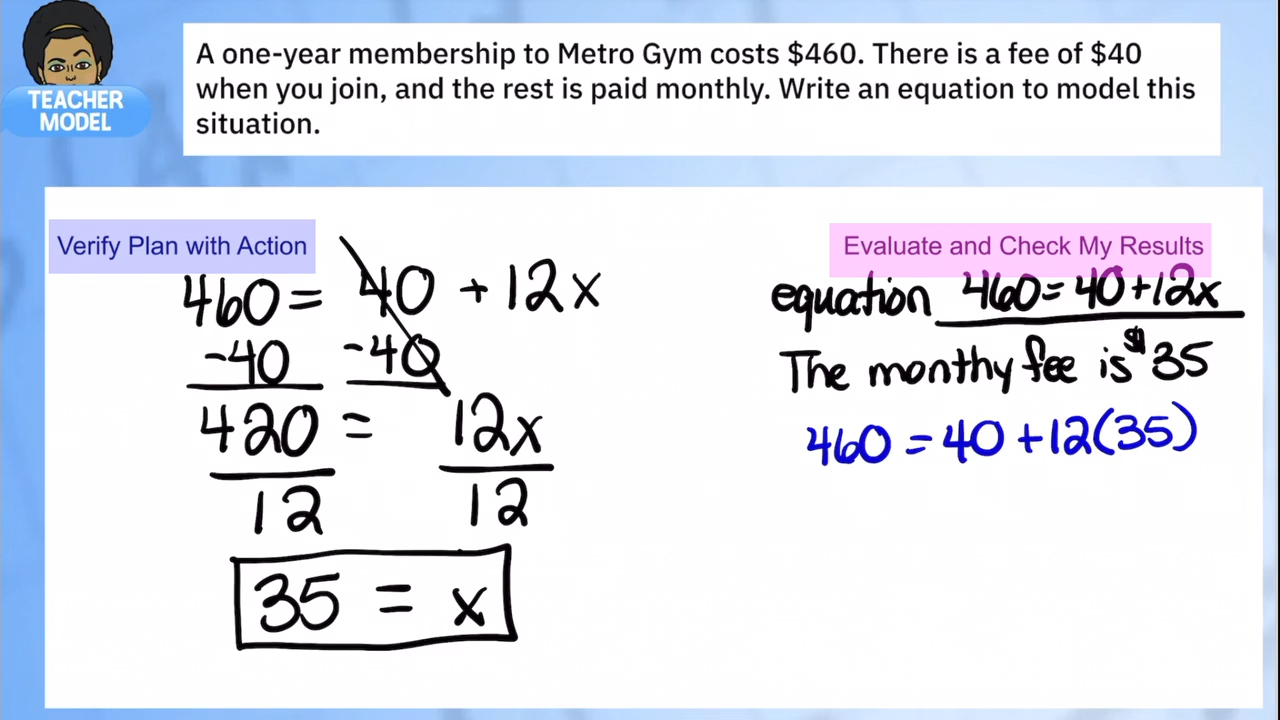 TEACHER
MODEL
A one-year membership to Metro Gym costs $460. There is a fee of $40
when you join, and the rest is paid monthly. Write an equation to model this
situation.
Verify Plan with Action
460 = 40 + 12x
-40 -40
420 = 12x
12 12
35 = x
Evaluate and Check My Results
equation 460 = 40 + 12x
The monthy fee is $35
460 = 40 + 12(35)